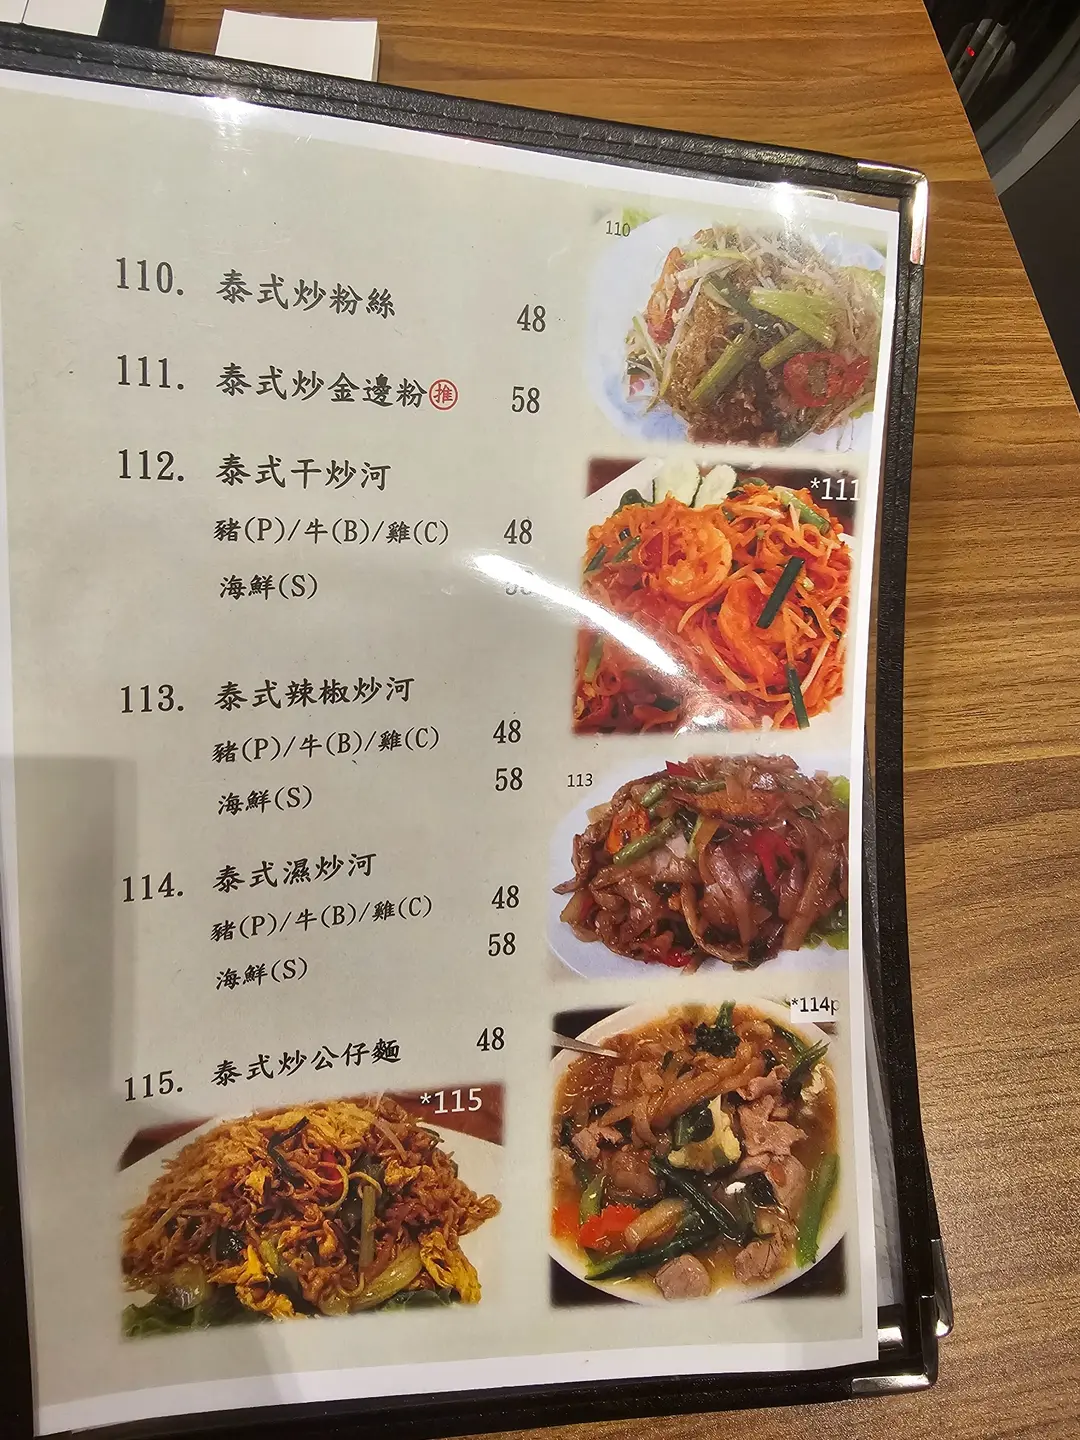 110. 泰式炒粉絲 48
111. 泰式炒金邊粉 推 58
112. 泰式干炒河
豬(P)/牛(B)/雞(C) 48
海鮮(S)
113. 泰式辣椒炒河
豬(P)/牛(B)/雞(C) 48
海鮮(S) 58
114. 泰式濕炒河
豬(P)/牛(B)/雞(C) 48
海鮮(S) 58
115. 泰式炒公仔麵 48
110
*111
113
*114p
*115